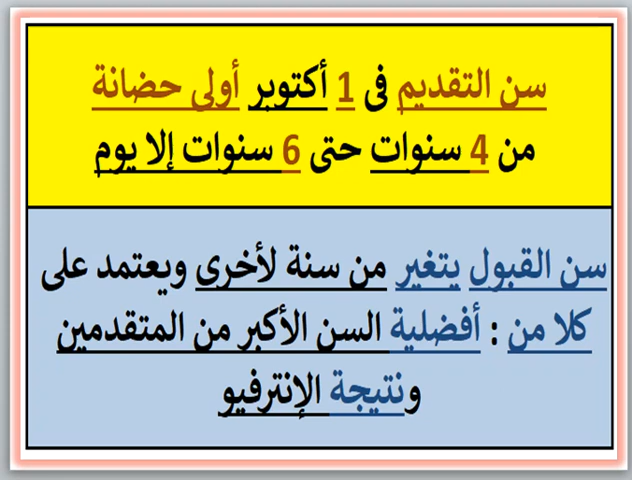 سن التقديم فى 1 أكتوبر أولى حضانة
من 4 سنوات حتى 6 سنوات إلا يوم
سن القبول يتغير من سنة لأخرى ويعتمد على
كلا من : أفضلية السن الأكبر من المتقدمين
ونتيجة الإنترفيو